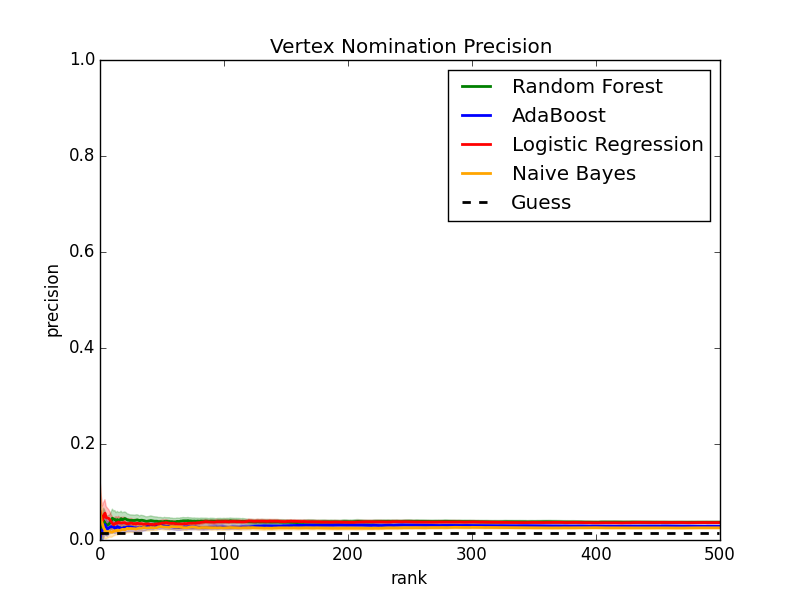 Vertex Nomination Precision
1.0
0.8
0.6
0.4
0.2
0.0
precision
Random Forest
AdaBoost
Logistic Regression
Naive Bayes
Guess
0 100 200 300 400 500
rank